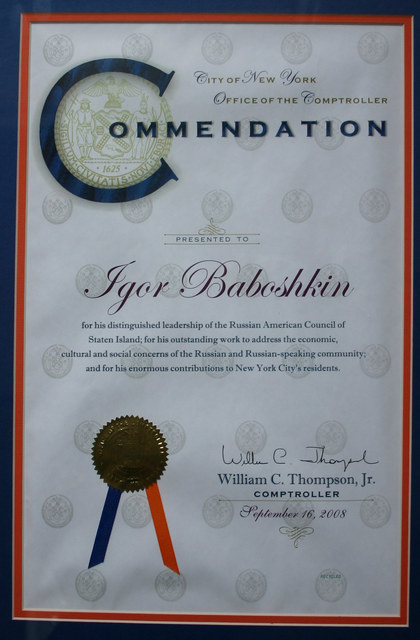 CITY OF NEW YORK
OFFICE OF THE COMPTROLLER
COMMENDATION
1625
PRESENTED TO
Igor Baboshkin
for his distinguished leadership of the Russian American Council of
Staten Island; for his outstanding work to address the economic,
cultural and social concerns of the Russian and Russian-speaking community;
and for his enormous contributions to New York City's residents.
William C. Thompson, Jr.
COMPTROLLER
September 16, 2008